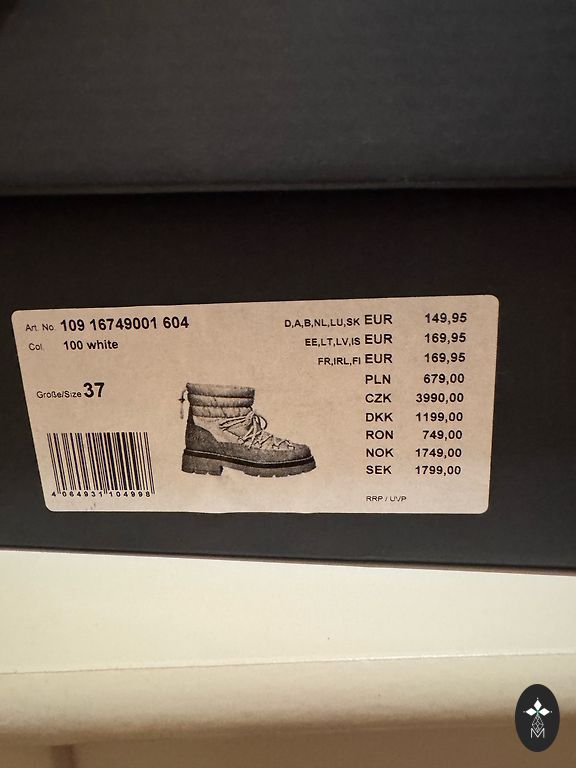 Art. No. 109 16749001 604
Col. 100 white
Größe/Size 37
4 064931 104998
D,A,B,NL,LU,SK EUR 149,95
EE,LT,LV,IS EUR 169,95
FR,IRL,FI EUR 169,95
PLN 679,00
CZK 3990,00
DKK 1199,00
RON 749,00
NOK 1749,00
SEK 1799,00
RRP / UVP
M